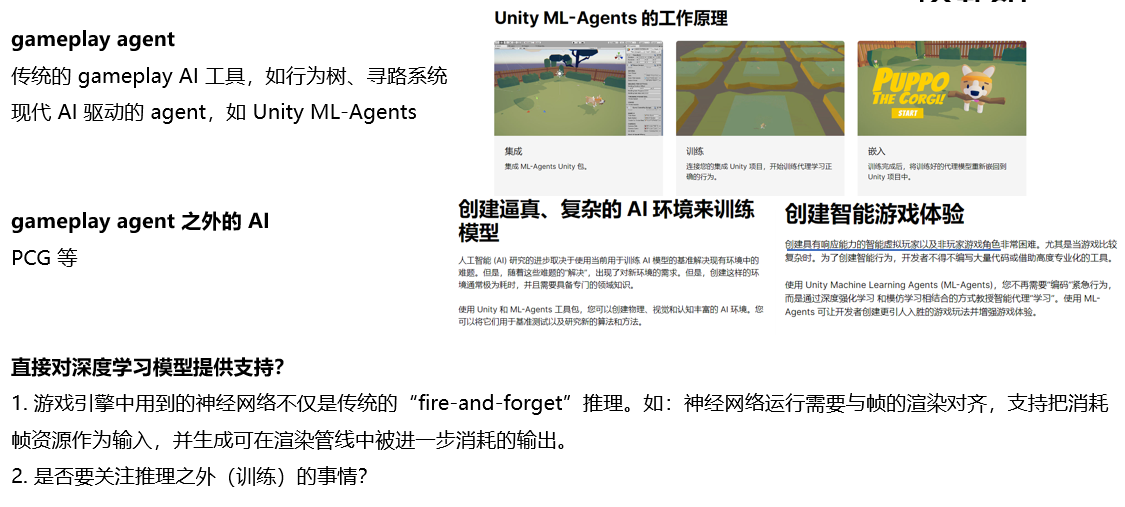 gameplay agent
传统的 gameplay AI 工具，如行为树、寻路系统
现代 AI 驱动的 agent，如 Unity ML-Agents
Unity ML-Agents 的工作原理
PUPPO
THE CORGI!
START
集成
集成 ML-Agents Unity 包。
训练
连接您的集成 Unity 项目，开始训练代理学习正
确的行为。
嵌入
训练完成后，将训练好的代理模型重新嵌回到
Unity 项目中。
gameplay agent 之外的 AI
PCG 等
创建逼真、复杂的 AI 环境来训练
模型
人工智能 (AI) 研究的进步取决于使用当前用于训练 AI 模型的基准解决现有环境中的
难题。但是，随着这些难题的“解决”，出现了对新环境的需求。但是，创建这样的环
境通常极为耗时，并且需要具备专门的领域知识。
使用 Unity 和 ML-Agents 工具包，您可以创建物理、视觉和认知丰富的 AI 环境。您
可以将它们用于基准测试以及研究新的算法和方法。
创建智能游戏体验
创建具有响应能力的智能虚拟玩家以及非玩家游戏角色非常困难。尤其是当游戏比较
复杂时。为了创建智能行为，开发者不得不编写大量代码或借助高度专业化的工具。
使用 Unity Machine Learning Agents (ML-Agents)，您不再需要“编码”紧急行为，
而是通过深度强化学习 和模仿学习相结合的方式教授智能代理“学习”。使用 ML-
Agents 可让开发者创建更引人入胜的游戏玩法并增强游戏体验。
直接对深度学习模型提供支持？
1. 游戏引擎中用到的神经网络不仅是传统的“fire-and-forget”推理。如：神经网络运行需要与帧的渲染对齐，支持把消耗
帧资源作为输入，并生成可在渲染管线中被进一步消耗的输出。
2. 是否要关注推理之外（训练）的事情？